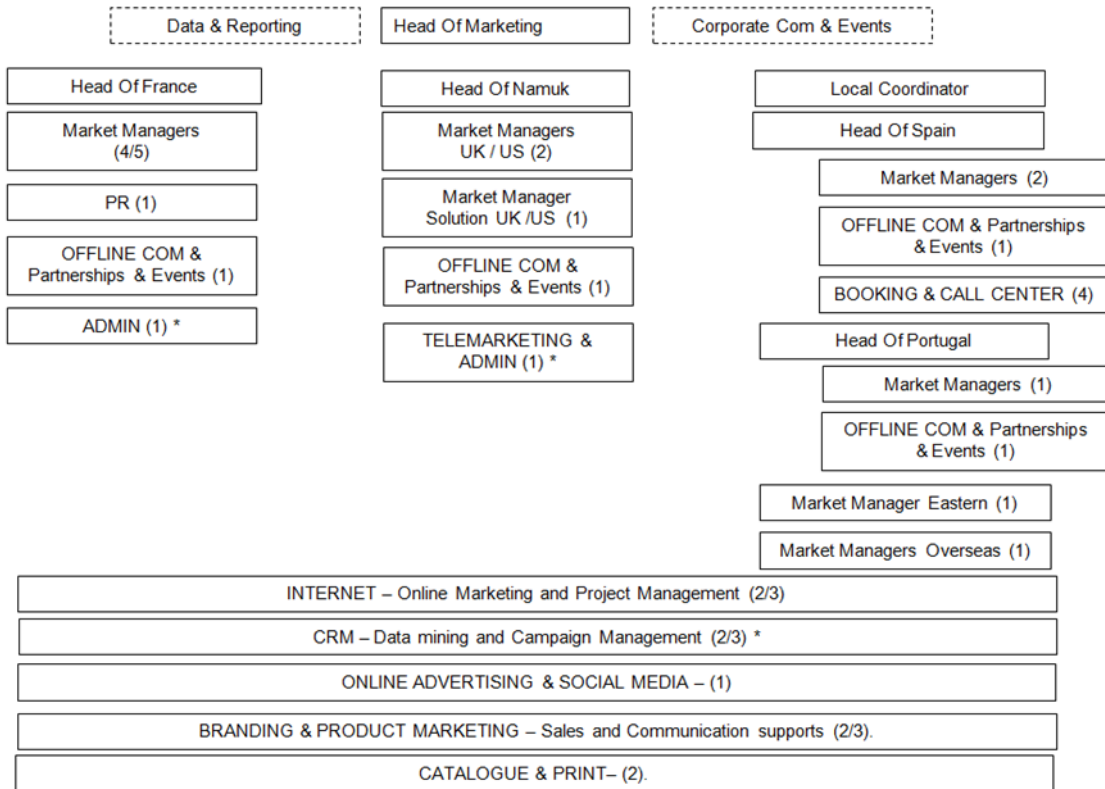 Data & Reporting
Head Of Marketing
Corporate Com & Events
Head Of France
Market Managers
(4/5)
PR (1)
OFFLINE COM &
Partnerships & Events (1)
ADMIN (1) *
Head Of Namuk
Market Managers
UK / US (2)
Market Manager
Solution UK /US (1)
OFFLINE COM &
Partnerships & Events (1)
TELEMARKETING &
ADMIN (1) *
Local Coordinator
Head Of Spain
Market Managers (2)
OFFLINE COM & Partnerships
& Events (1)
BOOKING & CALL CENTER (4)
Head Of Portugal
Market Managers (1)
OFFLINE COM & Partnerships
& Events (1)
Market Manager Eastern (1)
Market Managers Overseas (1)
INTERNET – Online Marketing and Project Management (2/3)
CRM – Data mining and Campaign Management (2/3) *
ONLINE ADVERTISING & SOCIAL MEDIA – (1)
BRANDING & PRODUCT MARKETING – Sales and Communication supports (2/3).
CATALOGUE & PRINT– (2).